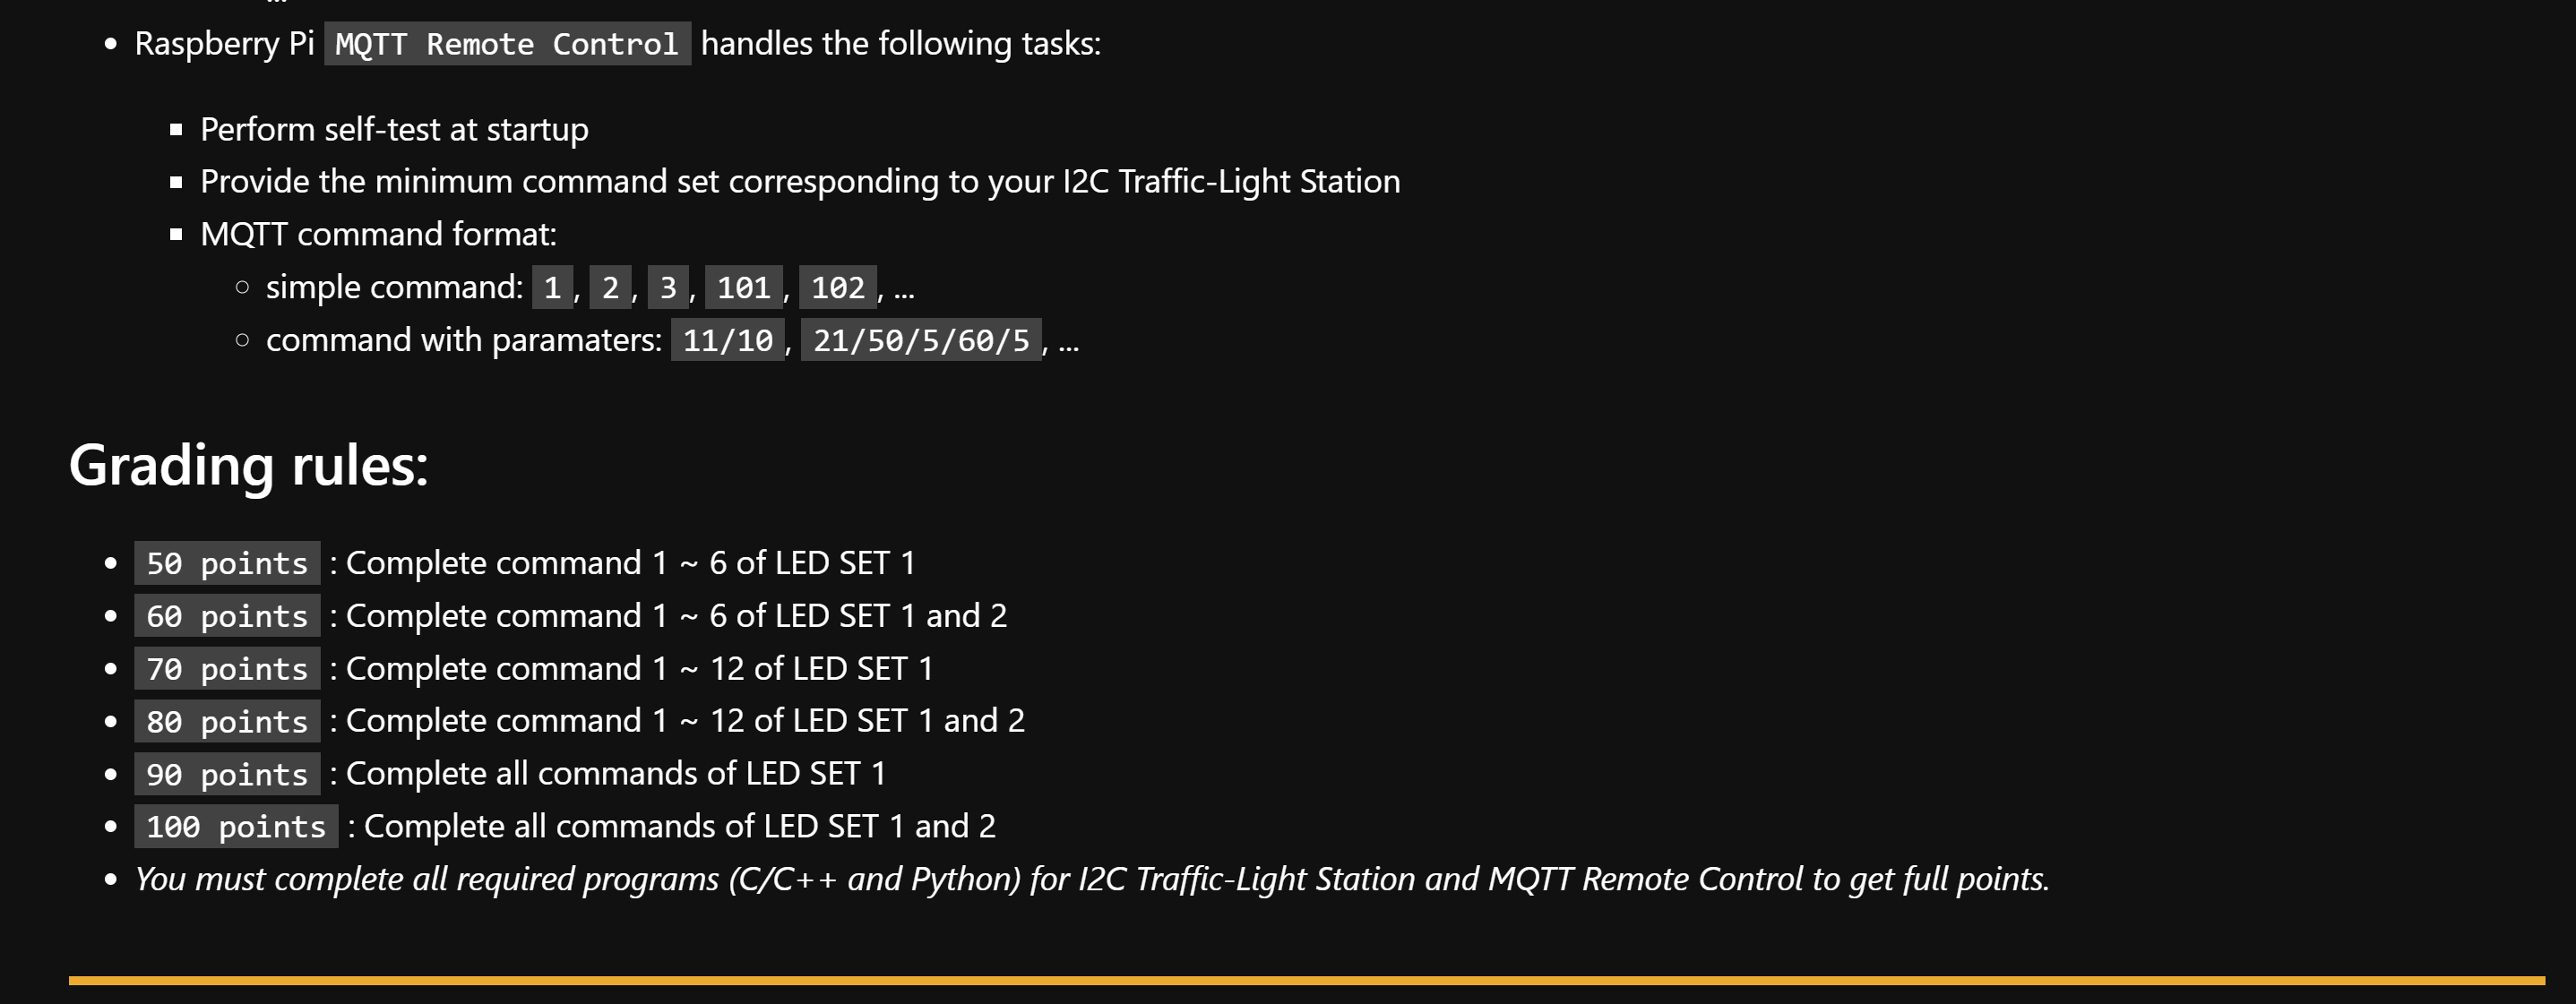 ...
• Raspberry Pi MQTT Remote Control handles the following tasks:
▪ Perform self-test at startup
▪ Provide the minimum command set corresponding to your I2C Traffic-Light Station
▪ MQTT command format:
◦ simple command: 1, 2, 3, 101, 102, ...
◦ command with paramaters: 11/10, 21/50/5/60/5, ...
Grading rules:
• 50 points : Complete command 1 ~ 6 of LED SET 1
• 60 points : Complete command 1 ~ 6 of LED SET 1 and 2
• 70 points : Complete command 1 ~ 12 of LED SET 1
• 80 points : Complete command 1 ~ 12 of LED SET 1 and 2
• 90 points : Complete all commands of LED SET 1
• 100 points : Complete all commands of LED SET 1 and 2
• You must complete all required programs (C/C++ and Python) for I2C Traffic-Light Station and MQTT Remote Control to get full points.